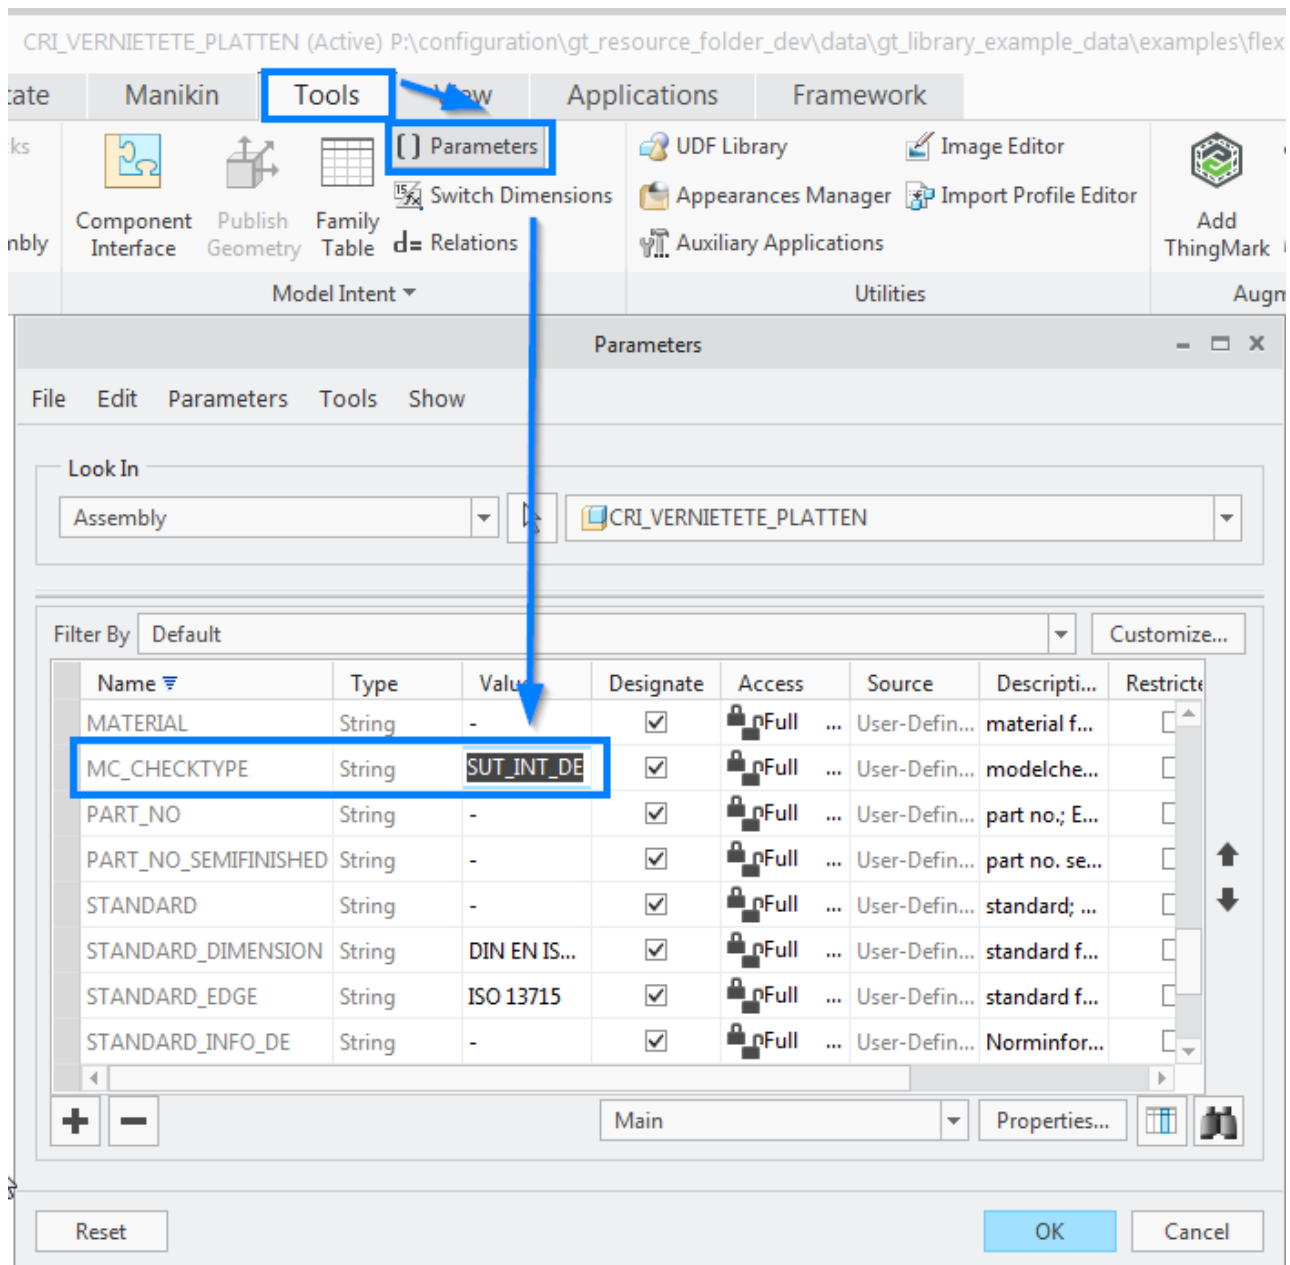 CRI_VERNIETETE_PLATTEN (Active) P:\configuration\gt_resource_folder_dev\data\gt_library_example_data\examples\flex
Manikin Tools View Applications Framework
Parameters UDF Library Image Editor
Switch Dimensions Appearances Manager Import Profile Editor
Component Interface Publish Geometry Family Table Relations Auxiliary Applications Add ThingMark
Model Intent Utilities
Parameters
File Edit Parameters Tools Show
Look In
Assembly CRI_VERNIETETE_PLATTEN
Filter By Default Customize...
Name Type Value Designate Access Source Descripti... Restricte
MATERIAL String - Full ... User-Defin... material f...
MC_CHECKTYPE String SUT_INT_DE Full ... User-Defin... modelche...
PART_NO String - Full ... User-Defin... part no.; E...
PART_NO_SEMIFINISHED String - Full ... User-Defin... part no. se...
STANDARD String - Full ... User-Defin... standard; ...
STANDARD_DIMENSION String DIN EN IS... Full ... User-Defin... standard f...
STANDARD_EDGE String ISO 13715 Full ... User-Defin... standard f...
STANDARD_INFO_DE String - Full ... User-Defin... Norminfor...
Main Properties...
Reset OK Cancel